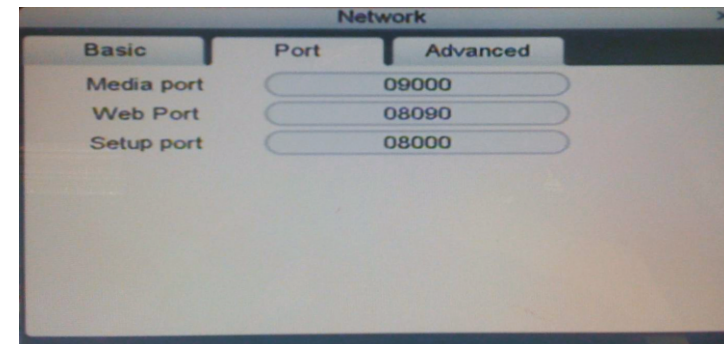 Network
Basic Port Advanced
Media port 09000
Web Port 08090
Setup port 08000